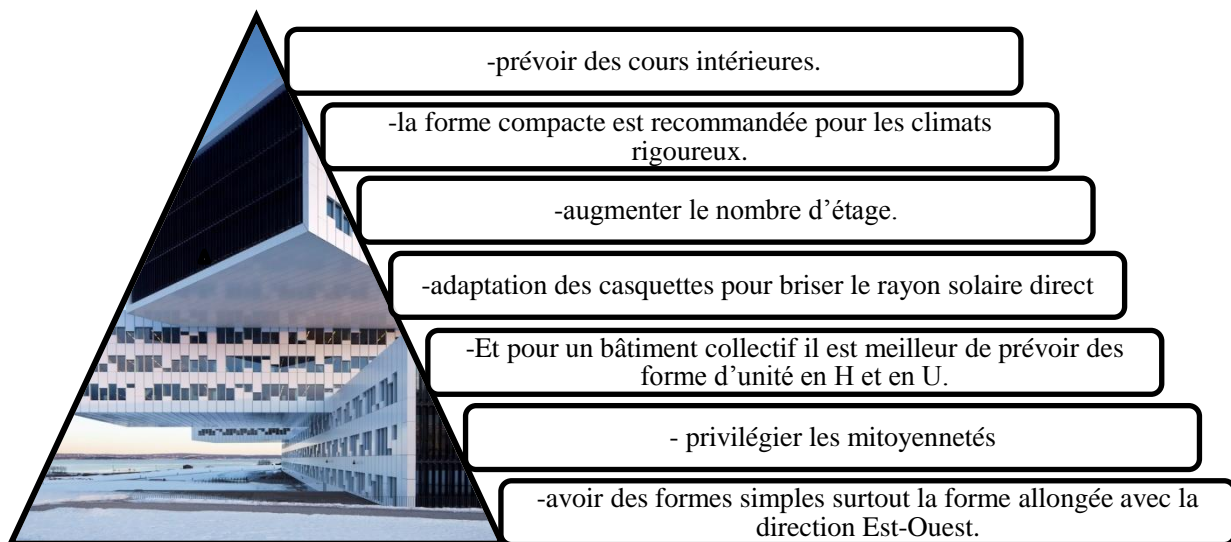 -prévoir des cours intérieures.
-la forme compacte est recommandée pour les climats
rigoureux.
-augmenter le nombre d’étage.
-adaptation des casquettes pour briser le rayon solaire direct
-Et pour un bâtiment collectif il est meilleur de prévoir des
forme d’unité en H et en U.
- privilégier les mitoyennetés
-avoir des formes simples surtout la forme allongée avec la
direction Est-Ouest.